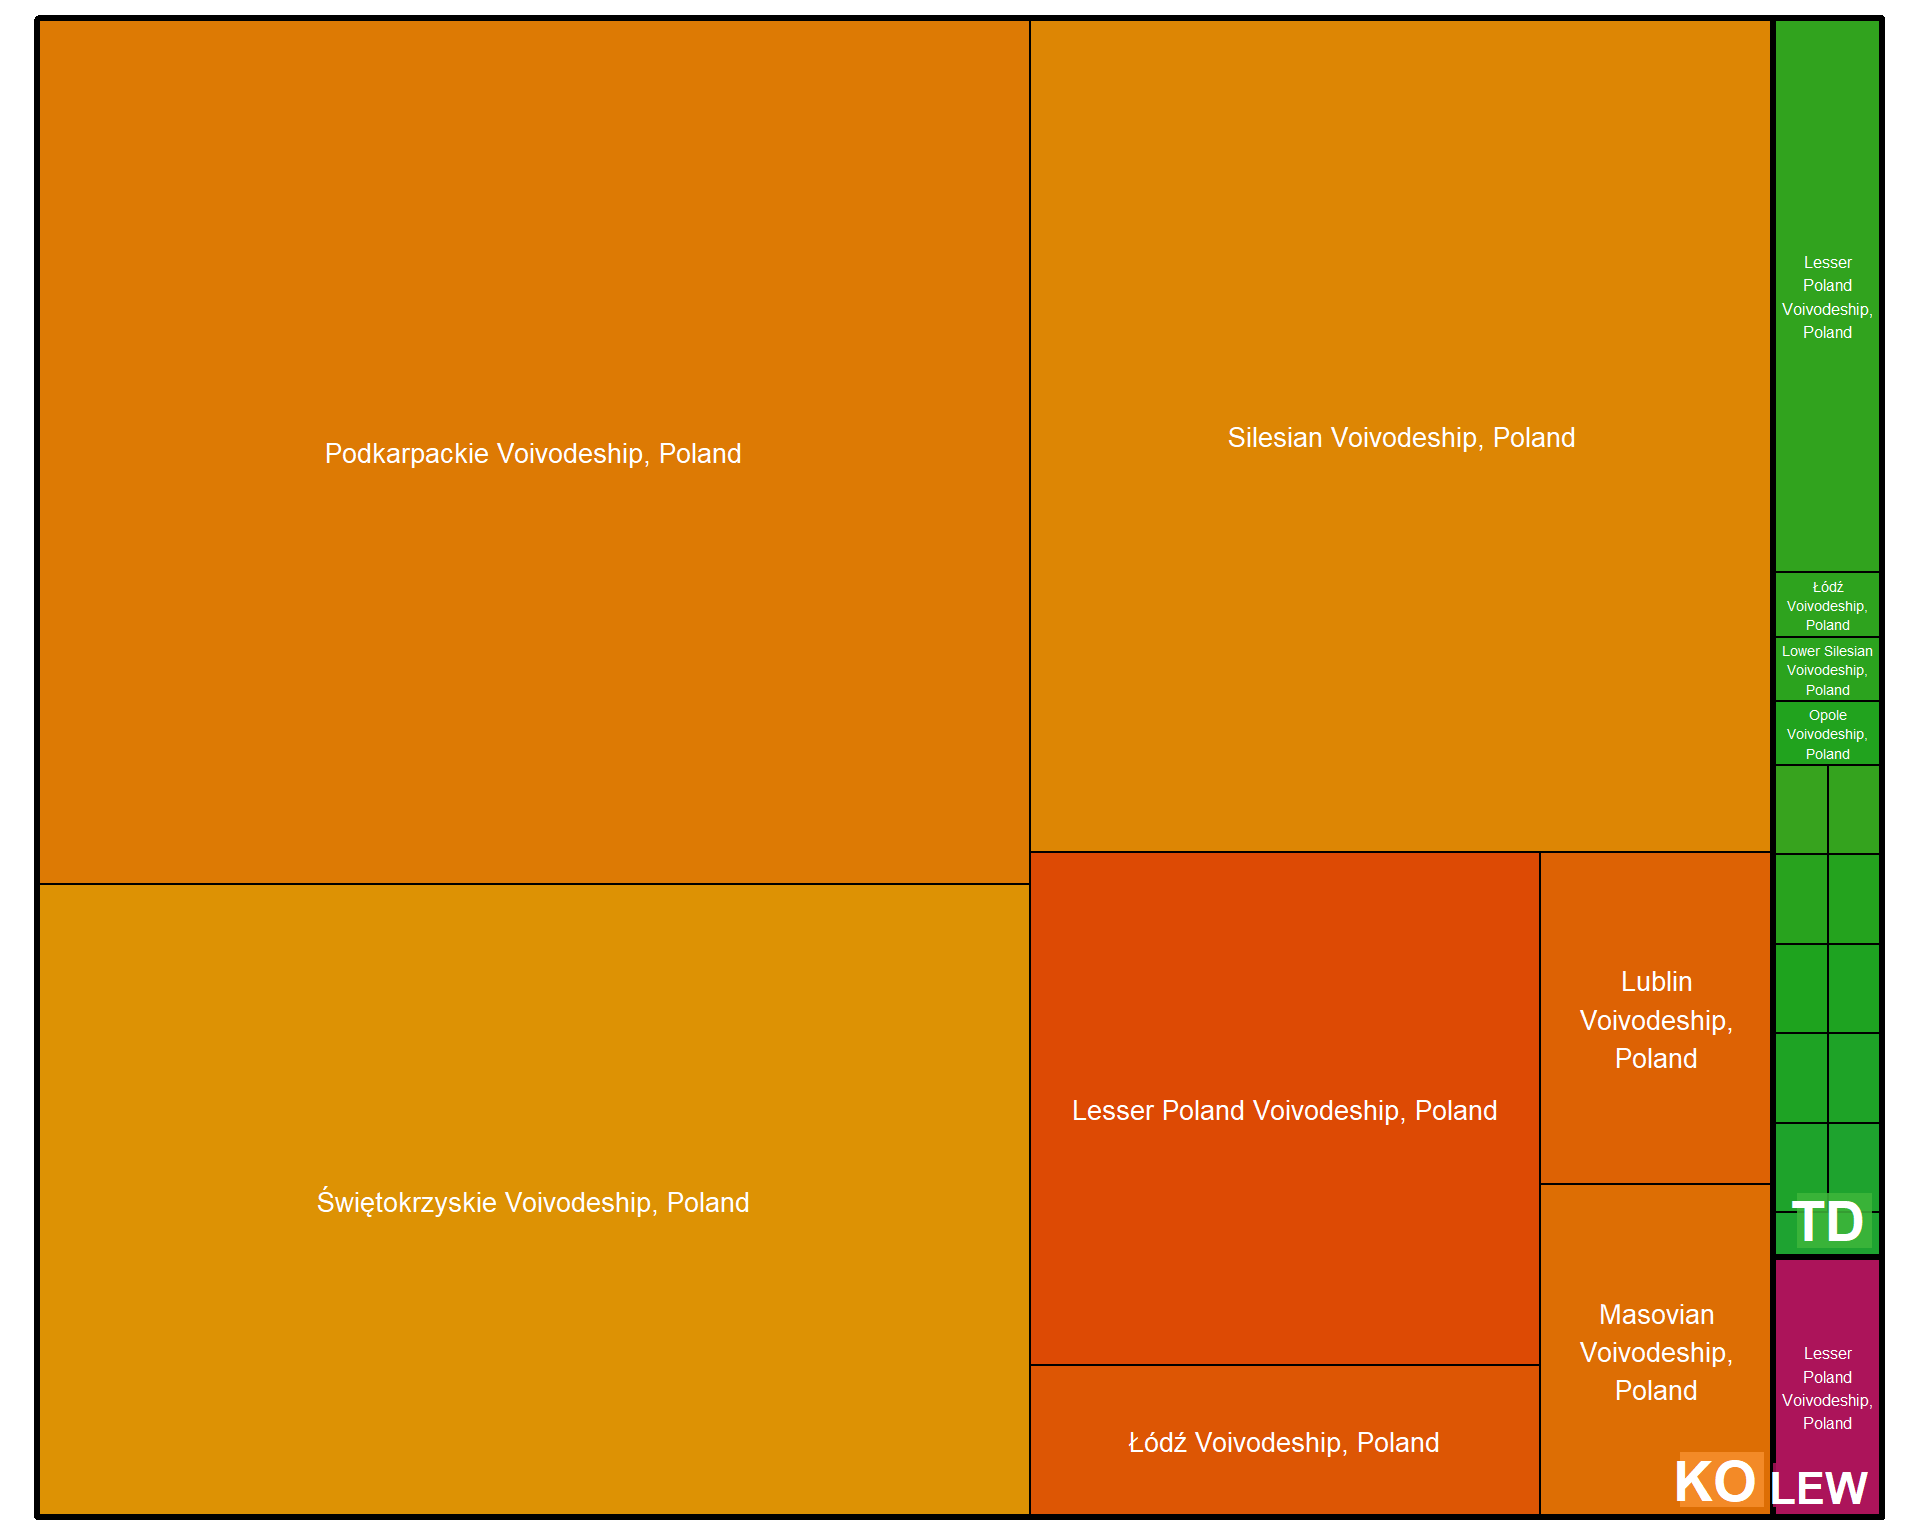 Podkarpackie Voivodeship, Poland
Świętokrzyskie Voivodeship, Poland
Silesian Voivodeship, Poland
Lesser Poland Voivodeship, Poland
Łódź Voivodeship, Poland
Lublin
Voivodeship,
Poland
Masovian
Voivodeship,
Poland
KO
Lesser
Poland
Voivodeship,
Poland
Łódź
Voivodeship,
Poland
Lower Silesian
Voivodeship,
Poland
Opole
Voivodeship,
Poland
TD
Lesser
Poland
Voivodeship,
Poland
LEW